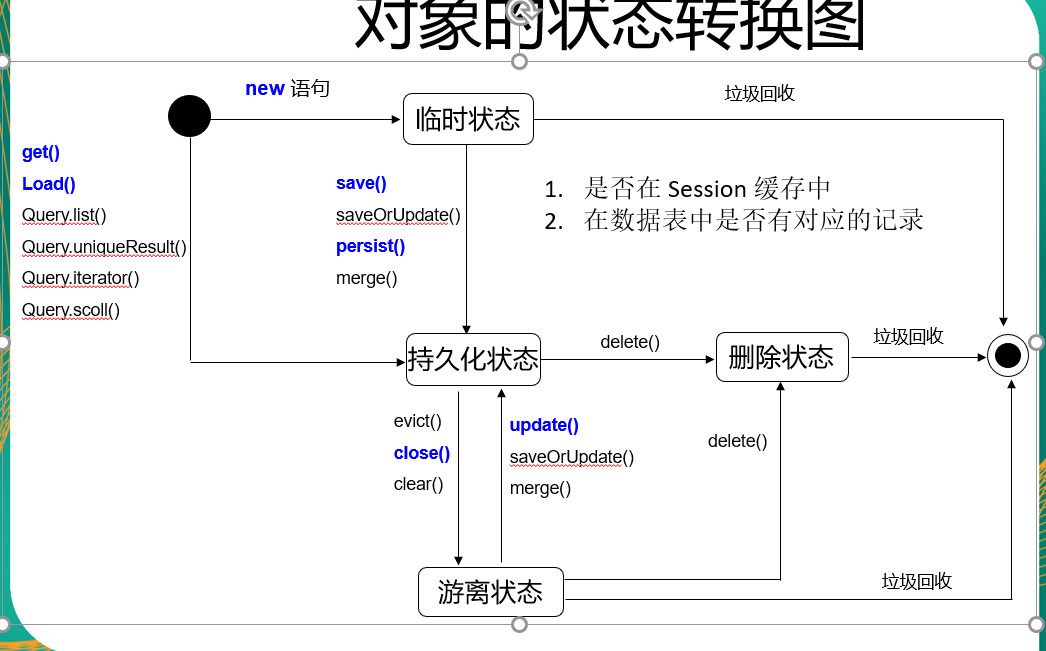 对象的状态转换图
new 语句
临时状态
垃圾回收
get()
Load()
Query.list()
Query.uniqueResult()
Query.iterator()
Query.scoll()
save()
saveOrUpdate()
persist()
merge()
1. 是否在 Session 缓存中
2. 在数据表中是否有对应的记录
持久化状态
delete()
删除状态
垃圾回收
evict()
close()
clear()
update()
saveOrUpdate()
merge()
delete()
游离状态
垃圾回收